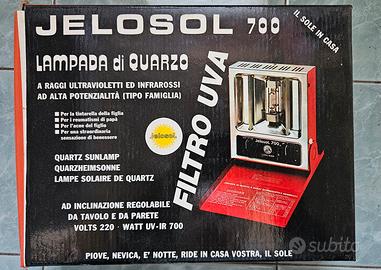 JELOSOL 700
IL SOLE IN CASA
LAMPADA di QUARZO
A RAGGI ULTRAVIOLETTI ED INFRAROSSI
AD ALTA POTENZIALITÀ (TIPO FAMIGLIA)
Per la tintarella della figlia
Per i reumatismi di papà
Per l'acne del figlio
Per una straordinaria
sensazione di benessere
Jelosol
FILTRO UVA
Jelosol 700
QUARTZ SUNLAMP
QUARZHEIMSONNE
LAMPE SOLAIRE DE QUARTZ
AD INCLINAZIONE REGOLABILE
DA TAVOLO E DA PARETE
VOLTS 220 - WATT UV-IR 700
PIOVE, NEVICA, E' NOTTE, RIDE IN CASA VOSTRA, IL SOLE
subito